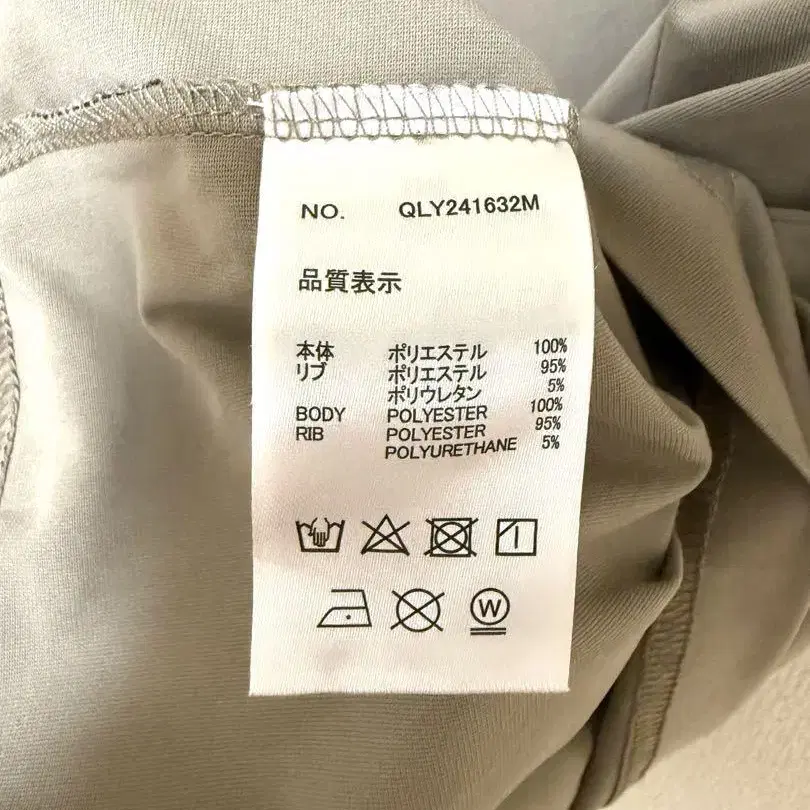 NO. QLY241632M
品質表示
本体 ポリエステル 100%
リブ ポリエステル 95%
ポリウレタン 5%
BODY POLYESTER 100%
RIB POLYESTER 95%
POLYURETHANE 5%
W